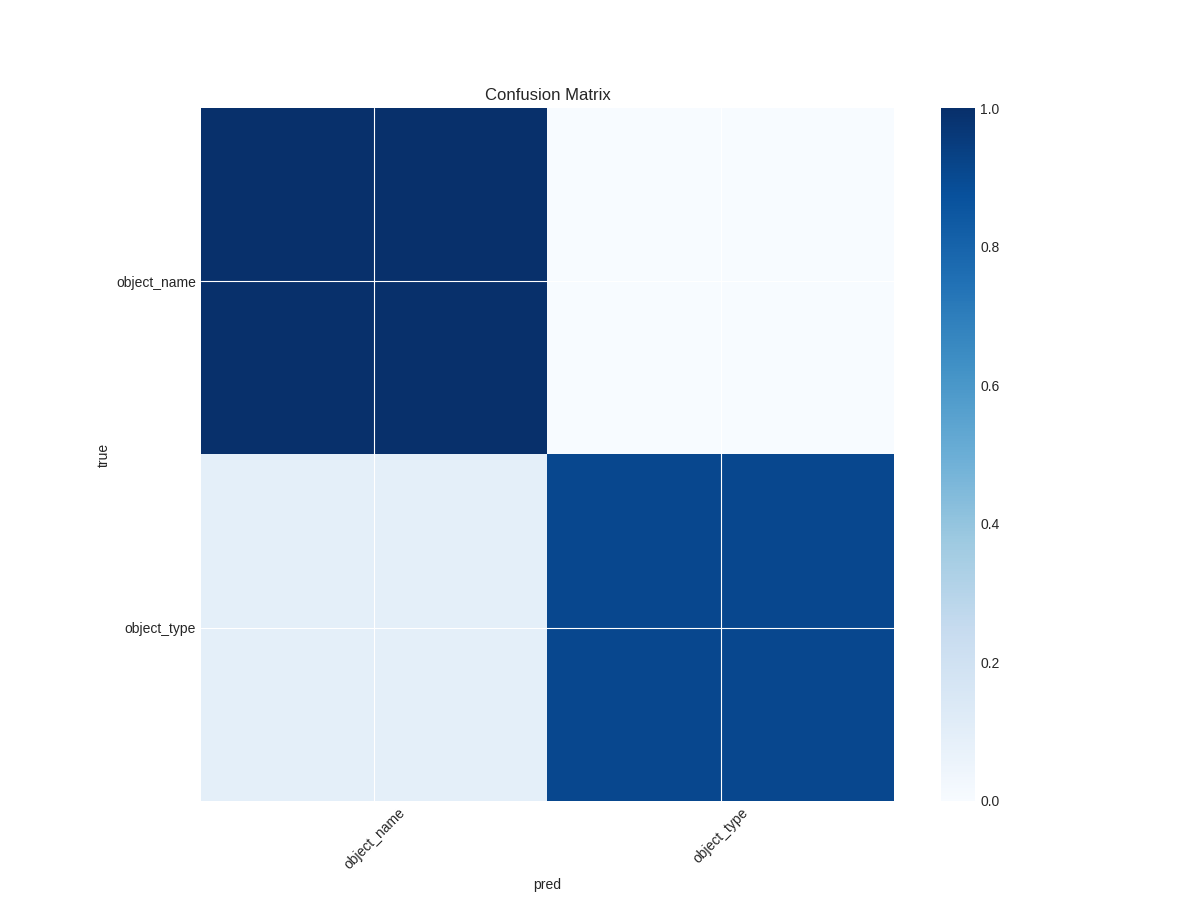 Confusion Matrix
object_name
object_type
true
object_name
object_type
pred
1.0
0.8
0.6
0.4
0.2
0.0